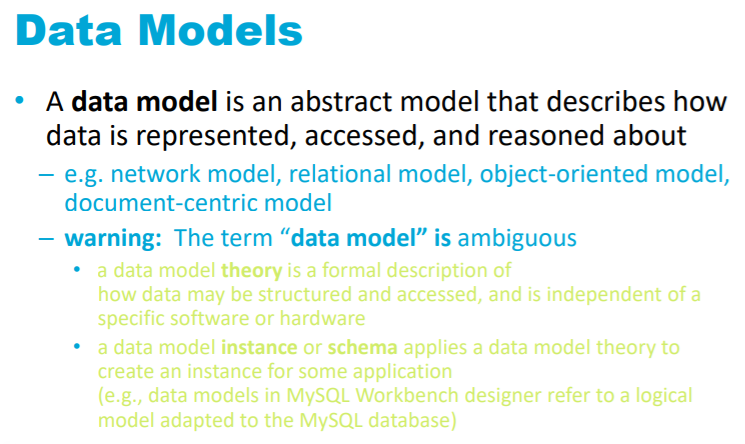 Data Models
• A data model is an abstract model that describes how
data is represented, accessed, and reasoned about
– e.g. network model, relational model, object-oriented model,
document-centric model
– warning: The term “data model” is ambiguous
• a data model theory is a formal description of
how data may be structured and accessed, and is independent of a
specific software or hardware
• a data model instance or schema applies a data model theory to
create an instance for some application
(e.g., data models in MySQL Workbench designer refer to a logical
model adapted to the MySQL database)